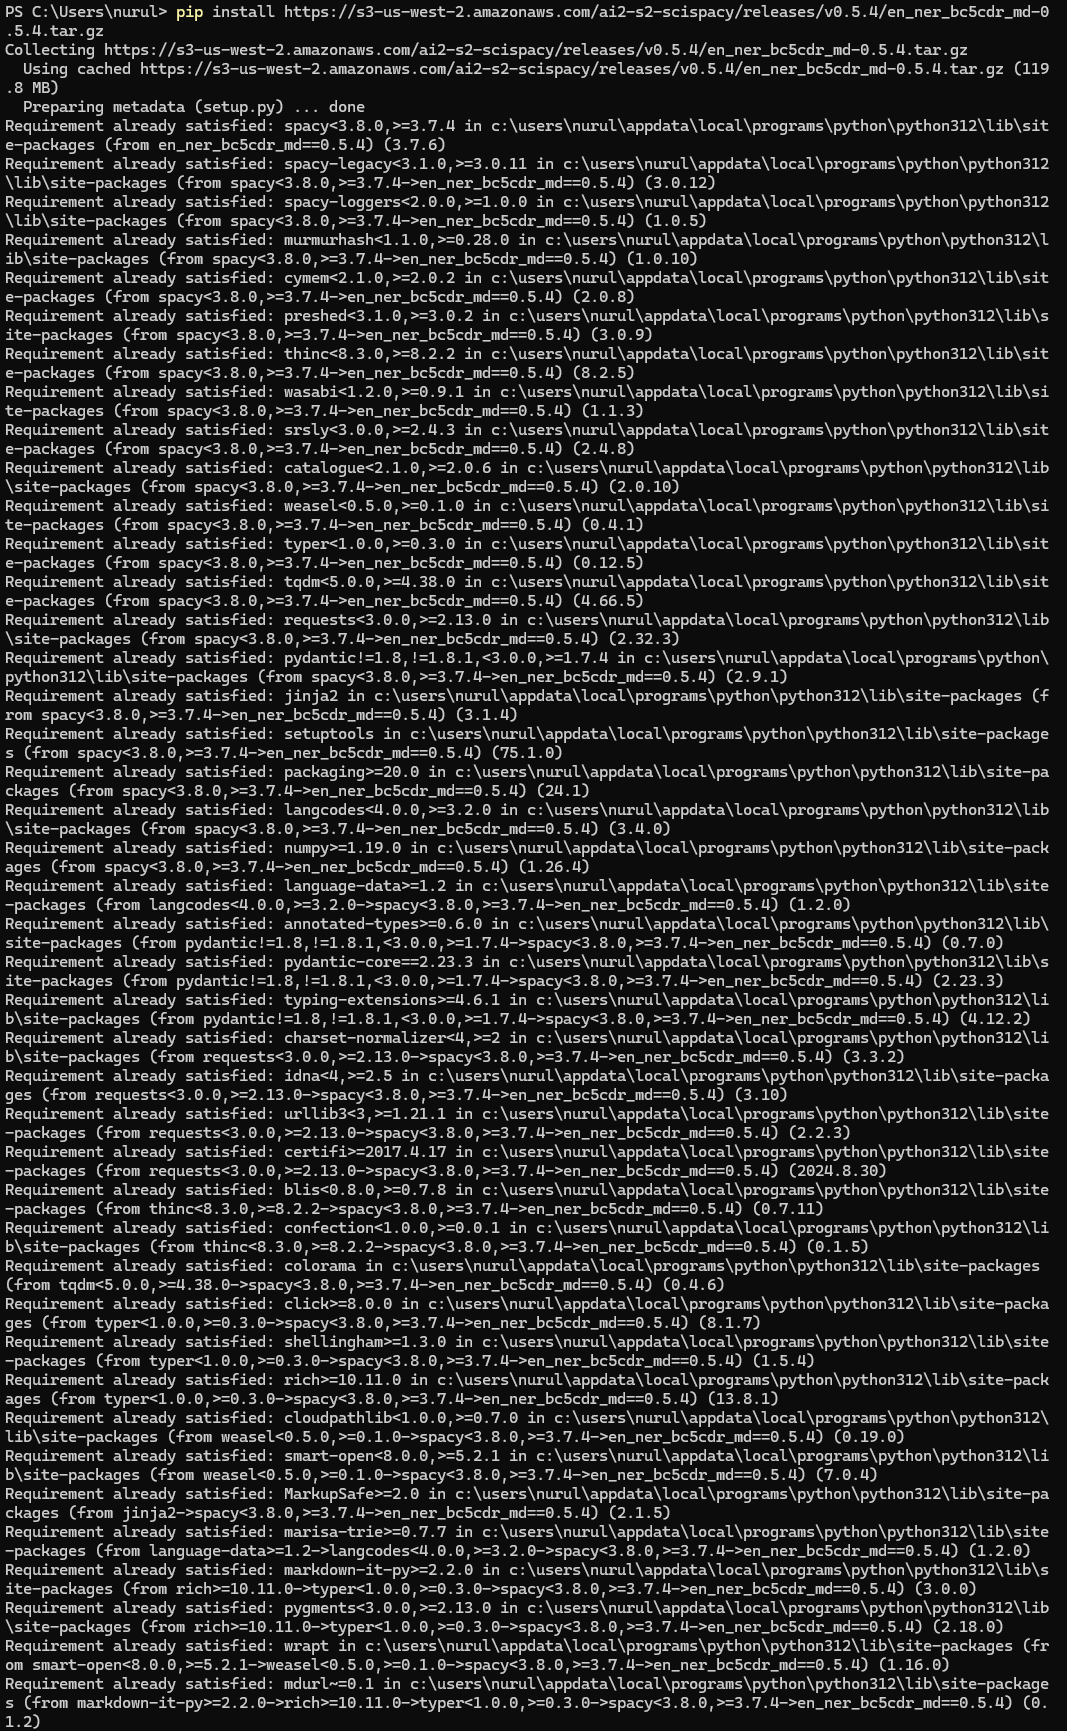 PS C:\Users\nurul> pip install https://s3-us-west-2.amazonaws.com/ai2-s2-scispacy/releases/v0.5.4/en_ner_bc5cdr_md-0
.5.4.tar.gz
Collecting https://s3-us-west-2.amazonaws.com/ai2-s2-scispacy/releases/v0.5.4/en_ner_bc5cdr_md-0.5.4.tar.gz
  Using cached https://s3-us-west-2.amazonaws.com/ai2-s2-scispacy/releases/v0.5.4/en_ner_bc5cdr_md-0.5.4.tar.gz (119
.8 MB)
  Preparing metadata (setup.py) ... done
Requirement already satisfied: spacy<3.8.0,>=3.7.4 in c:\users\nurul\appdata\local\programs\python\python312\lib\sit
e-packages (from en_ner_bc5cdr_md==0.5.4) (3.7.6)
Requirement already satisfied: spacy-legacy<3.1.0,>=3.0.11 in c:\users\nurul\appdata\local\programs\python\python312
\lib\site-packages (from spacy<3.8.0,>=3.7.4->en_ner_bc5cdr_md==0.5.4) (3.0.12)
Requirement already satisfied: spacy-loggers<2.0.0,>=1.0.0 in c:\users\nurul\appdata\local\programs\python\python312
\lib\site-packages (from spacy<3.8.0,>=3.7.4->en_ner_bc5cdr_md==0.5.4) (1.0.5)
Requirement already satisfied: murmurhash<1.1.0,>=0.28.0 in c:\users\nurul\appdata\local\programs\python\python312\l
ib\site-packages (from spacy<3.8.0,>=3.7.4->en_ner_bc5cdr_md==0.5.4) (1.0.10)
Requirement already satisfied: cymem<2.1.0,>=2.0.2 in c:\users\nurul\appdata\local\programs\python\python312\lib\sit
e-packages (from spacy<3.8.0,>=3.7.4->en_ner_bc5cdr_md==0.5.4) (2.0.8)
Requirement already satisfied: preshed<3.1.0,>=3.0.2 in c:\users\nurul\appdata\local\programs\python\python312\lib\s
ite-packages (from spacy<3.8.0,>=3.7.4->en_ner_bc5cdr_md==0.5.4) (3.0.9)
Requirement already satisfied: thinc<8.3.0,>=8.2.2 in c:\users\nurul\appdata\local\programs\python\python312\lib\sit
e-packages (from spacy<3.8.0,>=3.7.4->en_ner_bc5cdr_md==0.5.4) (8.2.5)
Requirement already satisfied: wasabi<1.2.0,>=0.9.1 in c:\users\nurul\appdata\local\programs\python\python312\lib\si
te-packages (from spacy<3.8.0,>=3.7.4->en_ner_bc5cdr_md==0.5.4) (1.1.3)
Requirement already satisfied: srsly<3.0.0,>=2.4.3 in c:\users\nurul\appdata\local\programs\python\python312\lib\sit
e-packages (from spacy<3.8.0,>=3.7.4->en_ner_bc5cdr_md==0.5.4) (2.4.8)
Requirement already satisfied: catalogue<2.1.0,>=2.0.6 in c:\users\nurul\appdata\local\programs\python\python312\lib
\site-packages (from spacy<3.8.0,>=3.7.4->en_ner_bc5cdr_md==0.5.4) (2.0.10)
Requirement already satisfied: weasel<0.5.0,>=0.1.0 in c:\users\nurul\appdata\local\programs\python\python312\lib\si
te-packages (from spacy<3.8.0,>=3.7.4->en_ner_bc5cdr_md==0.5.4) (0.4.1)
Requirement already satisfied: typer<1.0.0,>=0.3.0 in c:\users\nurul\appdata\local\programs\python\python312\lib\sit
e-packages (from spacy<3.8.0,>=3.7.4->en_ner_bc5cdr_md==0.5.4) (0.12.5)
Requirement already satisfied: tqdm<5.0.0,>=4.38.0 in c:\users\nurul\appdata\local\programs\python\python312\lib\sit
e-packages (from spacy<3.8.0,>=3.7.4->en_ner_bc5cdr_md==0.5.4) (4.66.5)
Requirement already satisfied: requests<3.0.0,>=2.13.0 in c:\users\nurul\appdata\local\programs\python\python312\lib
\site-packages (from spacy<3.8.0,>=3.7.4->en_ner_bc5cdr_md==0.5.4) (2.32.3)
Requirement already satisfied: pydantic!=1.8,!=1.8.1,<3.0.0,>=1.7.4 in c:\users\nurul\appdata\local\programs\python\
python312\lib\site-packages (from spacy<3.8.0,>=3.7.4->en_ner_bc5cdr_md==0.5.4) (2.9.1)
Requirement already satisfied: jinja2 in c:\users\nurul\appdata\local\programs\python\python312\lib\site-packages (f
rom spacy<3.8.0,>=3.7.4->en_ner_bc5cdr_md==0.5.4) (3.1.4)
Requirement already satisfied: setuptools in c:\users\nurul\appdata\local\programs\python\python312\lib\site-package
s (from spacy<3.8.0,>=3.7.4->en_ner_bc5cdr_md==0.5.4) (75.1.0)
Requirement already satisfied: packaging>=20.0 in c:\users\nurul\appdata\local\programs\python\python312\lib\site-pa
ckages (from spacy<3.8.0,>=3.7.4->en_ner_bc5cdr_md==0.5.4) (24.1)
Requirement already satisfied: langcodes<4.0.0,>=3.2.0 in c:\users\nurul\appdata\local\programs\python\python312\lib
\site-packages (from spacy<3.8.0,>=3.7.4->en_ner_bc5cdr_md==0.5.4) (3.4.0)
Requirement already satisfied: numpy>=1.19.0 in c:\users\nurul\appdata\local\programs\python\python312\lib\site-pack
ages (from spacy<3.8.0,>=3.7.4->en_ner_bc5cdr_md==0.5.4) (1.26.4)
Requirement already satisfied: language-data>=1.2 in c:\users\nurul\appdata\local\programs\python\python312\lib\site
-packages (from langcodes<4.0.0,>=3.2.0->spacy<3.8.0,>=3.7.4->en_ner_bc5cdr_md==0.5.4) (1.2.0)
Requirement already satisfied: annotated-types>=0.6.0 in c:\users\nurul\appdata\local\programs\python\python312\lib\
site-packages (from pydantic!=1.8,!=1.8.1,<3.0.0,>=1.7.4->spacy<3.8.0,>=3.7.4->en_ner_bc5cdr_md==0.5.4) (0.7.0)
Requirement already satisfied: pydantic-core==2.23.3 in c:\users\nurul\appdata\local\programs\python\python312\lib\s
ite-packages (from pydantic!=1.8,!=1.8.1,<3.0.0,>=1.7.4->spacy<3.8.0,>=3.7.4->en_ner_bc5cdr_md==0.5.4) (2.23.3)
Requirement already satisfied: typing-extensions>=4.6.1 in c:\users\nurul\appdata\local\programs\python\python312\li
b\site-packages (from pydantic!=1.8,!=1.8.1,<3.0.0,>=1.7.4->spacy<3.8.0,>=3.7.4->en_ner_bc5cdr_md==0.5.4) (4.12.2)
Requirement already satisfied: charset-normalizer<4,>=2 in c:\users\nurul\appdata\local\programs\python\python312\li
b\site-packages (from requests<3.0.0,>=2.13.0->spacy<3.8.0,>=3.7.4->en_ner_bc5cdr_md==0.5.4) (3.3.2)
Requirement already satisfied: idna<4,>=2.5 in c:\users\nurul\appdata\local\programs\python\python312\lib\site-packa
ges (from requests<3.0.0,>=2.13.0->spacy<3.8.0,>=3.7.4->en_ner_bc5cdr_md==0.5.4) (3.10)
Requirement already satisfied: urllib3<3,>=1.21.1 in c:\users\nurul\appdata\local\programs\python\python312\lib\site
-packages (from requests<3.0.0,>=2.13.0->spacy<3.8.0,>=3.7.4->en_ner_bc5cdr_md==0.5.4) (2.2.3)
Requirement already satisfied: certifi>=2017.4.17 in c:\users\nurul\appdata\local\programs\python\python312\lib\site
-packages (from requests<3.0.0,>=2.13.0->spacy<3.8.0,>=3.7.4->en_ner_bc5cdr_md==0.5.4) (2024.8.30)
Requirement already satisfied: blis<0.8.0,>=0.7.8 in c:\users\nurul\appdata\local\programs\python\python312\lib\site
-packages (from thinc<8.3.0,>=8.2.2->spacy<3.8.0,>=3.7.4->en_ner_bc5cdr_md==0.5.4) (0.7.11)
Requirement already satisfied: confection<1.0.0,>=0.0.1 in c:\users\nurul\appdata\local\programs\python\python312\li
b\site-packages (from thinc<8.3.0,>=8.2.2->spacy<3.8.0,>=3.7.4->en_ner_bc5cdr_md==0.5.4) (0.1.5)
Requirement already satisfied: colorama in c:\users\nurul\appdata\local\programs\python\python312\lib\site-packages
(from tqdm<5.0.0,>=4.38.0->spacy<3.8.0,>=3.7.4->en_ner_bc5cdr_md==0.5.4) (0.4.6)
Requirement already satisfied: click>=8.0.0 in c:\users\nurul\appdata\local\programs\python\python312\lib\site-packa
ges (from typer<1.0.0,>=0.3.0->spacy<3.8.0,>=3.7.4->en_ner_bc5cdr_md==0.5.4) (8.1.7)
Requirement already satisfied: shellingham>=1.3.0 in c:\users\nurul\appdata\local\programs\python\python312\lib\site
-packages (from typer<1.0.0,>=0.3.0->spacy<3.8.0,>=3.7.4->en_ner_bc5cdr_md==0.5.4) (1.5.4)
Requirement already satisfied: rich>=10.11.0 in c:\users\nurul\appdata\local\programs\python\python312\lib\site-pack
ages (from typer<1.0.0,>=0.3.0->spacy<3.8.0,>=3.7.4->en_ner_bc5cdr_md==0.5.4) (13.8.1)
Requirement already satisfied: cloudpathlib<1.0.0,>=0.7.0 in c:\users\nurul\appdata\local\programs\python\python312\
lib\site-packages (from weasel<0.5.0,>=0.1.0->spacy<3.8.0,>=3.7.4->en_ner_bc5cdr_md==0.5.4) (0.19.0)
Requirement already satisfied: smart-open<8.0.0,>=5.2.1 in c:\users\nurul\appdata\local\programs\python\python312\li
b\site-packages (from weasel<0.5.0,>=0.1.0->spacy<3.8.0,>=3.7.4->en_ner_bc5cdr_md==0.5.4) (7.0.4)
Requirement already satisfied: MarkupSafe>=2.0 in c:\users\nurul\appdata\local\programs\python\python312\lib\site-pa
ckages (from jinja2->spacy<3.8.0,>=3.7.4->en_ner_bc5cdr_md==0.5.4) (2.1.5)
Requirement already satisfied: marisa-trie>=0.7.7 in c:\users\nurul\appdata\local\programs\python\python312\lib\site
-packages (from language-data>=1.2->langcodes<4.0.0,>=3.2.0->spacy<3.8.0,>=3.7.4->en_ner_bc5cdr_md==0.5.4) (1.2.0)
Requirement already satisfied: markdown-it-py>=2.2.0 in c:\users\nurul\appdata\local\programs\python\python312\lib\s
ite-packages (from rich>=10.11.0->typer<1.0.0,>=0.3.0->spacy<3.8.0,>=3.7.4->en_ner_bc5cdr_md==0.5.4) (3.0.0)
Requirement already satisfied: pygments<3.0.0,>=2.13.0 in c:\users\nurul\appdata\local\programs\python\python312\lib
\site-packages (from rich>=10.11.0->typer<1.0.0,>=0.3.0->spacy<3.8.0,>=3.7.4->en_ner_bc5cdr_md==0.5.4) (2.18.0)
Requirement already satisfied: wrapt in c:\users\nurul\appdata\local\programs\python\python312\lib\site-packages (fr
om smart-open<8.0.0,>=5.2.1->weasel<0.5.0,>=0.1.0->spacy<3.8.0,>=3.7.4->en_ner_bc5cdr_md==0.5.4) (1.16.0)
Requirement already satisfied: mdurl~=0.1 in c:\users\nurul\appdata\local\programs\python\python312\lib\site-package
s (from markdown-it-py>=2.2.0->rich>=10.11.0->typer<1.0.0,>=0.3.0->spacy<3.8.0,>=3.7.4->en_ner_bc5cdr_md==0.5.4) (0.
1.2)